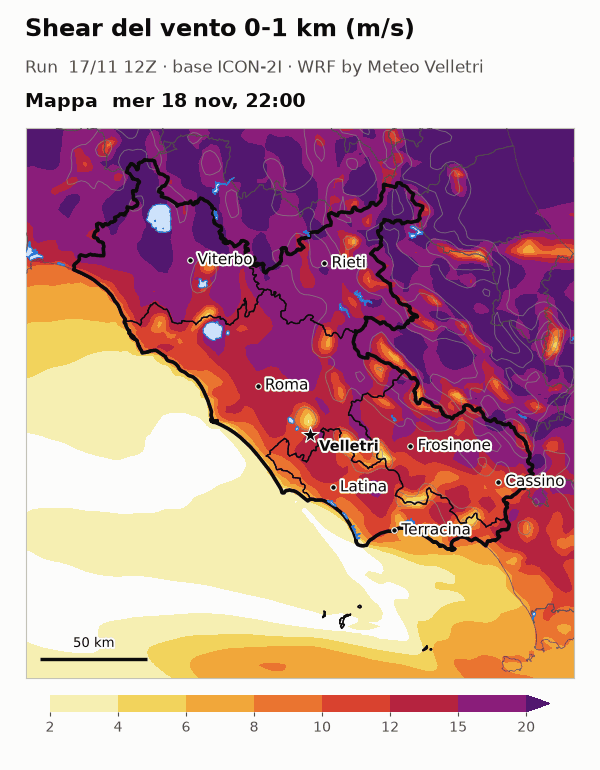 Shear del vento 0-1 km (m/s)
Run 17/11 12Z · base ICON-2I · WRF by Meteo Velletri
Mappa mer 18 nov, 22:00
Viterbo
Rieti
Roma
Velletri
Frosinone
Latina
Cassino
Terracina
50 km
2 4 6 8 10 12 15 20